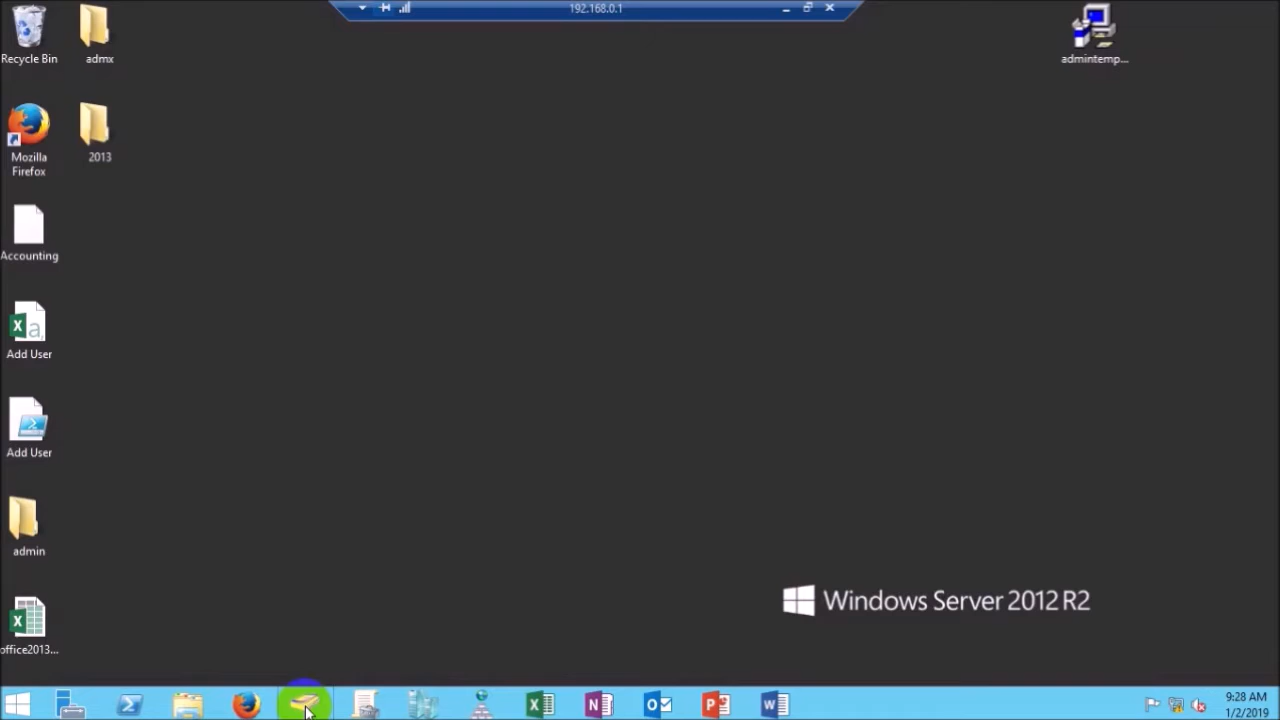 192.168.0.1
Recycle Bin
admx
admintemp...
Mozilla
Firefox
2013
Accounting
Add User
Add User
admin
office2013...
Windows Server 2012 R2
9:28 AM
1/2/2019